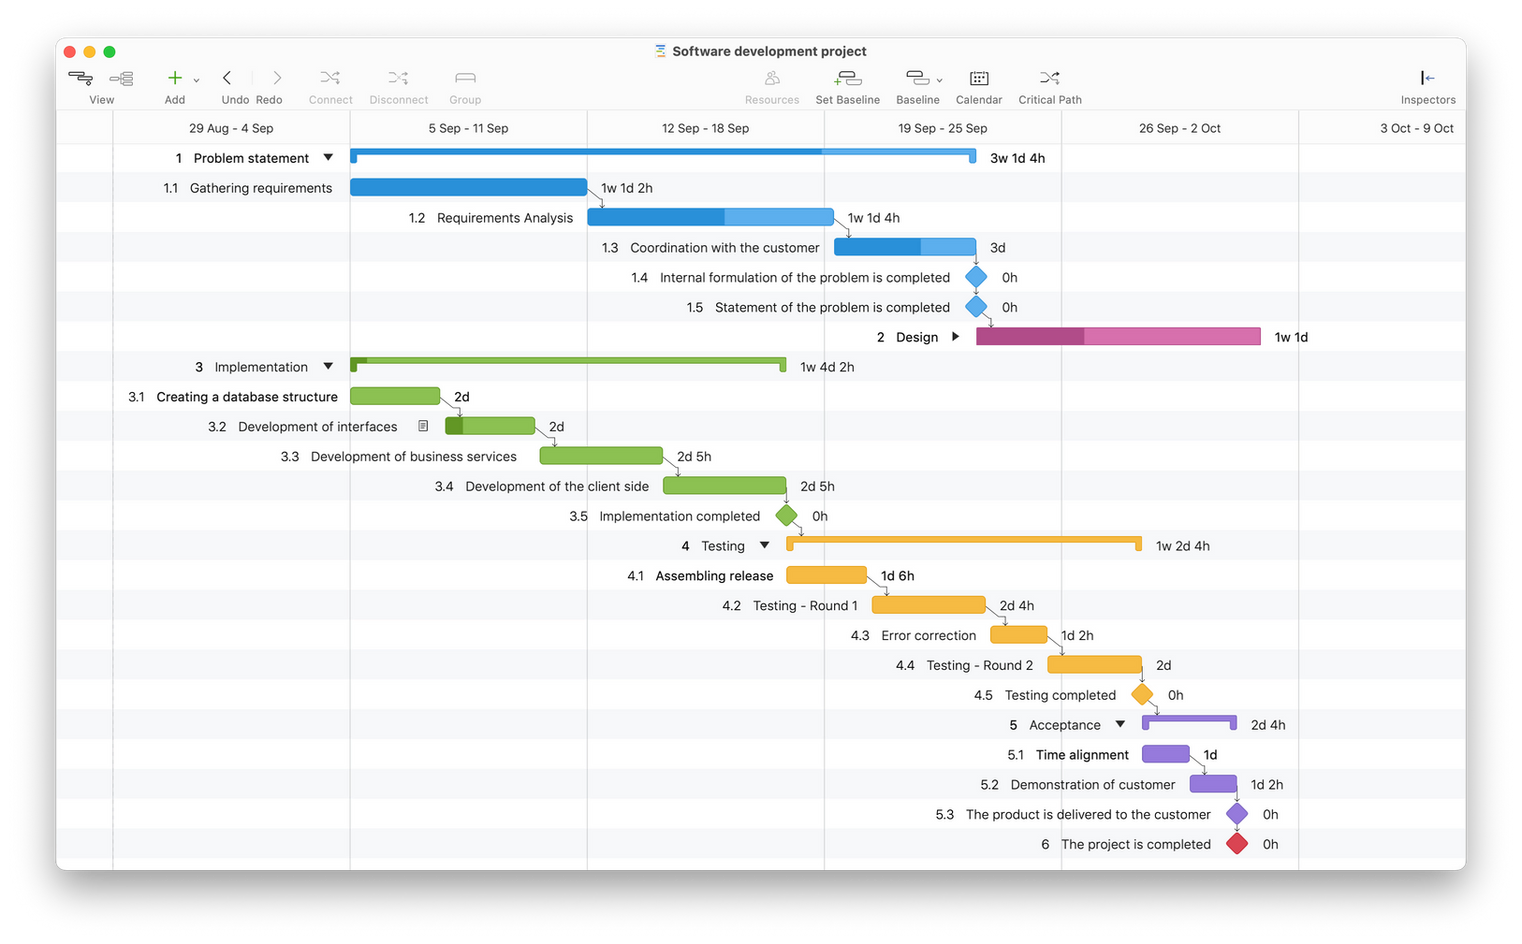 Software development project
View Add Undo Redo Connect Disconnect Group Resources Set Baseline Baseline Calendar Critical Path Inspectors
29 Aug - 4 Sep 5 Sep - 11 Sep 12 Sep - 18 Sep 19 Sep - 25 Sep 26 Sep - 2 Oct 3 Oct - 9 Oct
1 Problem statement 3w 1d 4h
1.1 Gathering requirements 1w 1d 2h
1.2 Requirements Analysis 1w 1d 4h
1.3 Coordination with the customer 3d
1.4 Internal formulation of the problem is completed 0h
1.5 Statement of the problem is completed 0h
2 Design 1w 1d
3 Implementation 1w 4d 2h
3.1 Creating a database structure 2d
3.2 Development of interfaces 2d
3.3 Development of business services 2d 5h
3.4 Development of the client side 2d 5h
3.5 Implementation completed 0h
4 Testing 1w 2d 4h
4.1 Assembling release 1d 6h
4.2 Testing - Round 1 2d 4h
4.3 Error correction 1d 2h
4.4 Testing - Round 2 2d
4.5 Testing completed 0h
5 Acceptance 2d 4h
5.1 Time alignment 1d
5.2 Demonstration of customer 1d 2h
5.3 The product is delivered to the customer 0h
6 The project is completed 0h